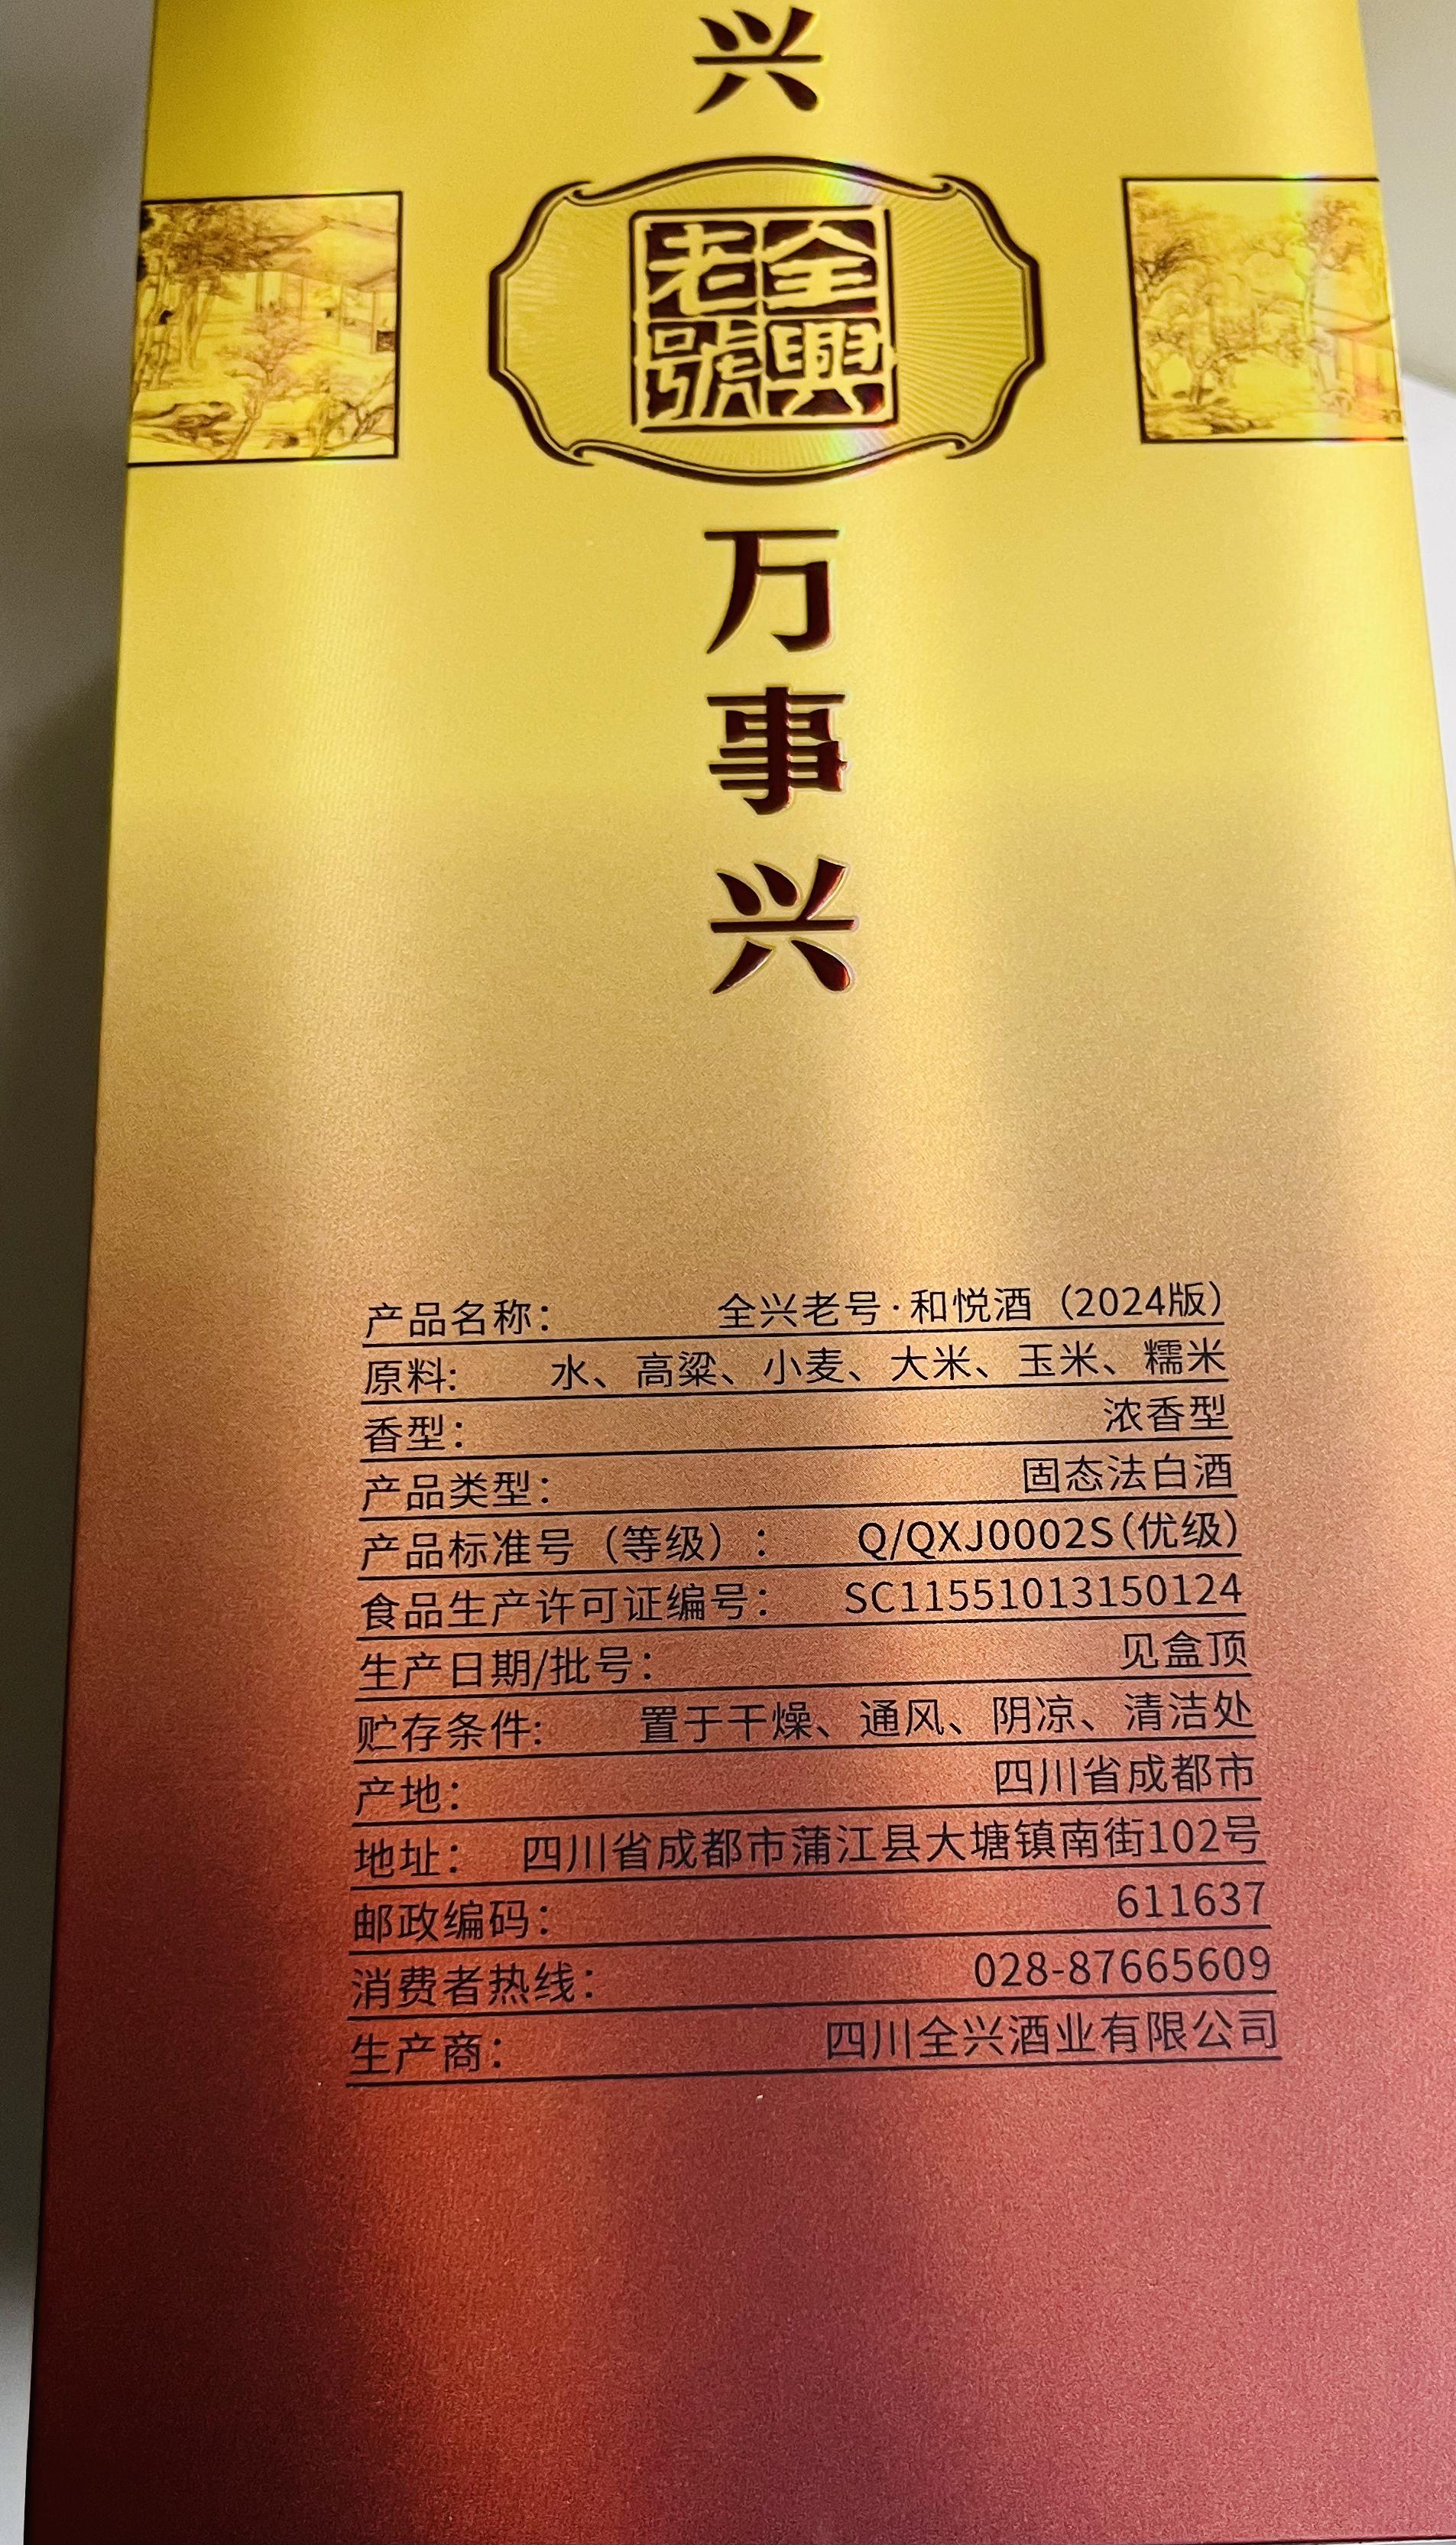 兴
全興
老號
万
事
兴
产品名称： 全兴老号·和悦酒（2024版）
原料： 水、高粱、小麦、大米、玉米、糯米
香型： 浓香型
产品类型： 固态法白酒
产品标准号（等级）： Q/QXJ0002S(优级)
食品生产许可证编号： SC11551013150124
生产日期/批号： 见盒顶
贮存条件: 置于干燥、通风、阴凉、清洁处
产地： 四川省成都市
地址： 四川省成都市蒲江县大塘镇南街102号
邮政编码： 611637
消费者热线： 028-87665609
生产商： 四川全兴酒业有限公司